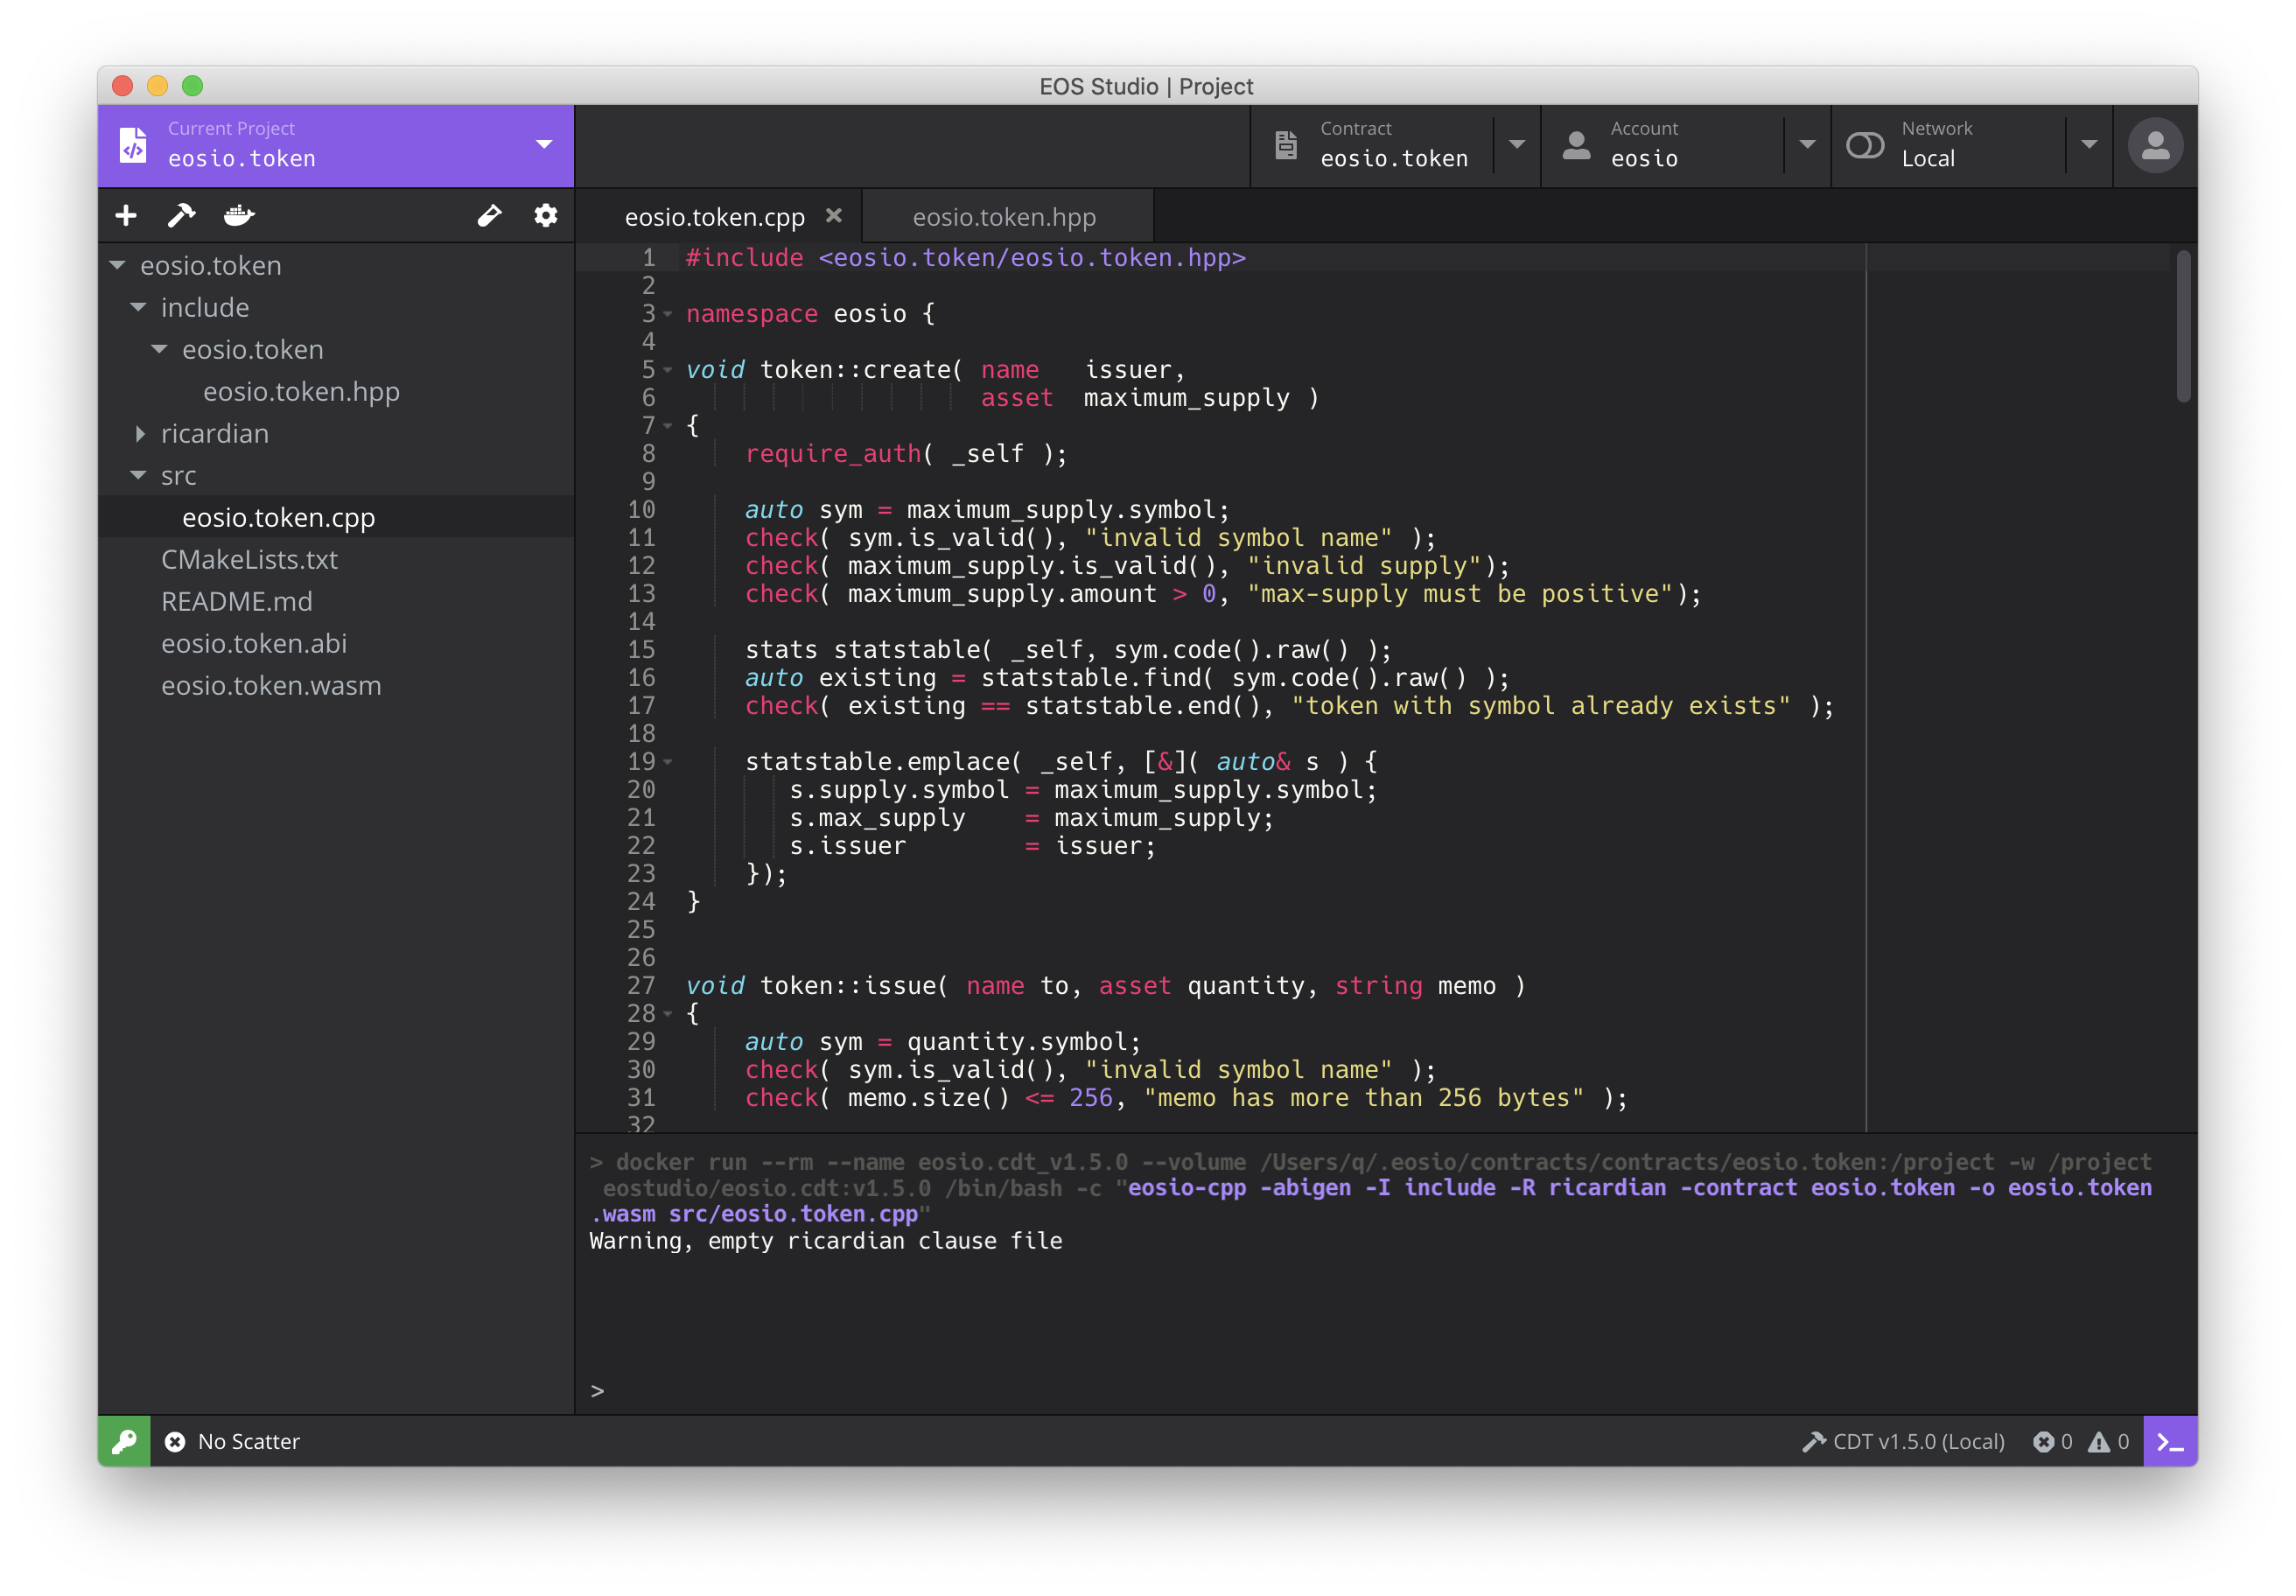 EOS Studio | Project
Current Project
eosio.token
Contract
eosio.token
Account
eosio
Network
Local
eosio.token.cpp
eosio.token.hpp
eosio.token
include
eosio.token
eosio.token.hpp
ricardian
src
eosio.token.cpp
CMakeLists.txt
README.md
eosio.token.abi
eosio.token.wasm
1 #include <eosio.token/eosio.token.hpp>
2
3 namespace eosio {
4
5 void token::create( name   issuer,
6                     asset  maximum_supply )
7 {
8     require_auth( _self );
9
10     auto sym = maximum_supply.symbol;
11     check( sym.is_valid(), "invalid symbol name" );
12     check( maximum_supply.is_valid(), "invalid supply");
13     check( maximum_supply.amount > 0, "max-supply must be positive");
14
15     stats statstable( _self, sym.code().raw() );
16     auto existing = statstable.find( sym.code().raw() );
17     check( existing == statstable.end(), "token with symbol already exists" );
18
19     statstable.emplace( _self, [&]( auto& s ) {
20        s.supply.symbol = maximum_supply.symbol;
21        s.max_supply    = maximum_supply;
22        s.issuer        = issuer;
23     });
24 }
25
26
27 void token::issue( name to, asset quantity, string memo )
28 {
29     auto sym = quantity.symbol;
30     check( sym.is_valid(), "invalid symbol name" );
31     check( memo.size() <= 256, "memo has more than 256 bytes" );
32
> docker run --rm --name eosio.cdt_v1.5.0 --volume /Users/q/.eosio/contracts/contracts/eosio.token:/project -w /project
eostudio/eosio.cdt:v1.5.0 /bin/bash -c "eosio-cpp -abigen -I include -R ricardian -contract eosio.token -o eosio.token
.wasm src/eosio.token.cpp"
Warning, empty ricardian clause file
>
No Scatter
CDT v1.5.0 (Local)
0
0